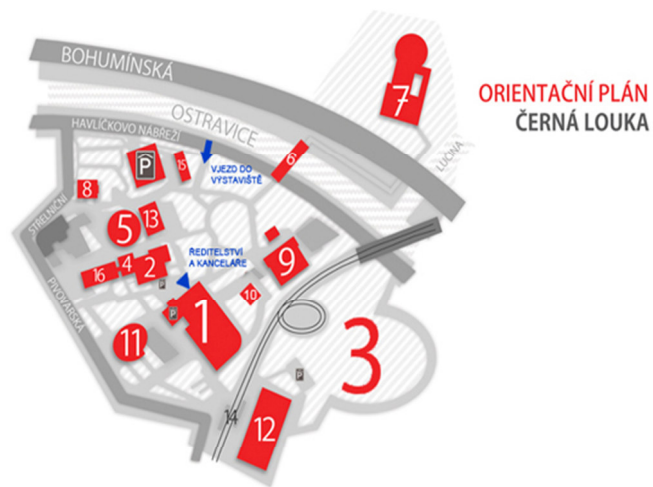 BOHUMÍNSKÁ
7
ORIENTAČNÍ PLÁN
ČERNÁ LOUKA
OSTRAVICE
HAVLÍČKOVO NÁBŘEŽÍ
LUČINA
P
15
VJEZD DO
VÝSTAVIŠTĚ
6
8
STŘELNIČNÍ
5
13
ŘEDITELSTVÍ
A KANCELÁŘE
9
16
4
2
P
10
PIVOVARSKÁ
P
1
11
3
P
14
12